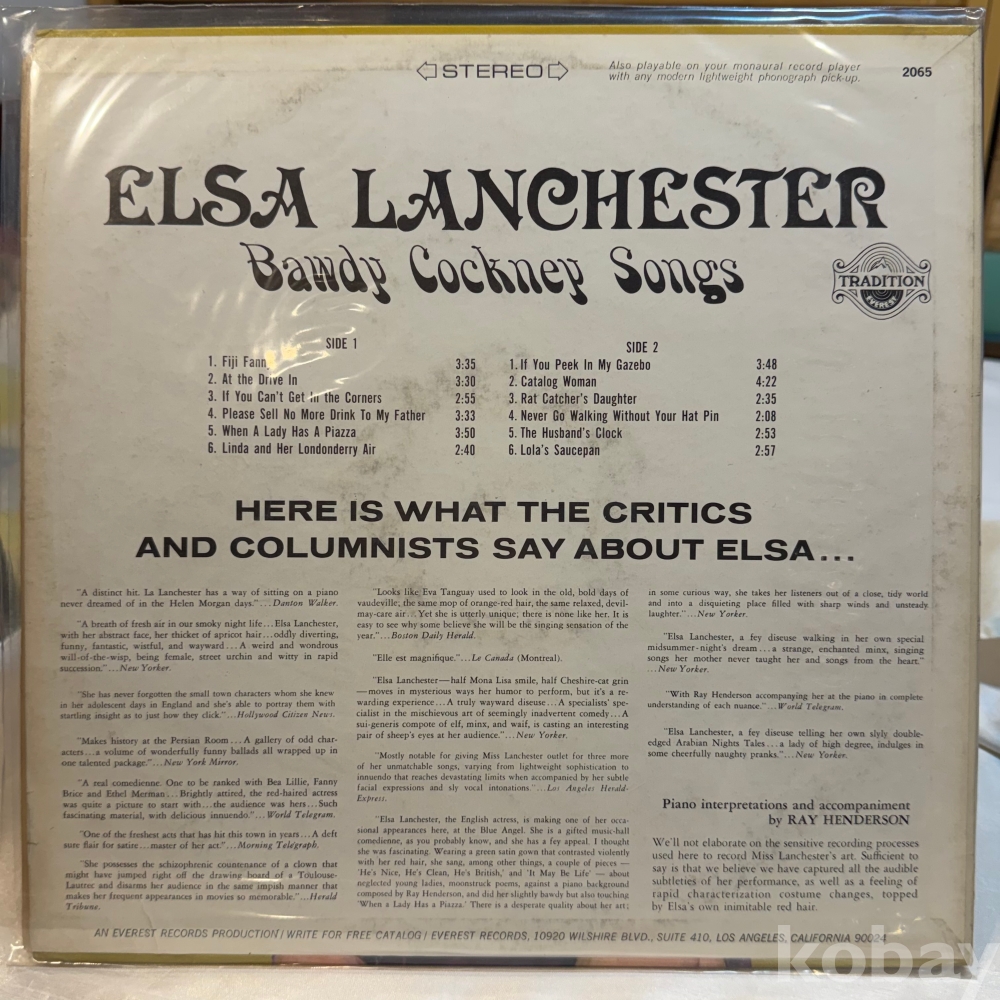 STEREO
Also playable on your monaural record player
with any modern lightweight phonograph pick-up.
2065
ELSA LANCHESTER
Bawdy Cockney Songs
TRADITION
EVEREST
SIDE 1
1. Fiji Fann 3:35
2. At the Drive In 3:30
3. If You Can't Get In the Corners 2:55
4. Please Sell No More Drink To My Father 3:33
5. When A Lady Has A Piazza 3:50
6. Linda and Her Londonderry Air 2:40
SIDE 2
1. If You Peek In My Gazebo 3:48
2. Catalog Woman 4:22
3. Rat Catcher's Daughter 2:35
4. Never Go Walking Without Your Hat Pin 2:08
5. The Husband's Clock 2:53
6. Lola's Saucepan 2:57
HERE IS WHAT THE CRITICS
AND COLUMNISTS SAY ABOUT ELSA...
"A distinct hit. La Lanchester has a way of sitting on a piano
never dreamed of in the Helen Morgan days."...Danton Walker.
"A breath of fresh air in our smoky night life...Elsa Lanchester,
with her abstract face, her thicket of apricot hair...oddly diverting,
funny, fantastic, wistful, and wayward...A weird and wondrous
will-of-the-wisp, being female, street urchin and witty in rapid
succession."...New Yorker.
"She has never forgotten the small town characters whom she knew
in her adolescent days in England and she's able to portray them with
startling insight as to just how they click."...Hollywood Citizen News.
"Makes history at the Persian Room...A gallery of odd char-
acters...a volume of wonderfully funny ballads all wrapped up in
one talented package."...New York Mirror.
"A real comedienne. One to be ranked with Bea Lillie, Fanny
Brice and Ethel Merman...Brightly attired, the red-haired actress
was quite a picture to start with...the audience was hers...Such
fascinating material, with delicious innuendo."...World Telegram.
"One of the freshest acts that has hit this town in years...A deft
sure flair for satire...master of her act."...Morning Telegraph.
"She possesses the schizophrenic countenance of a clown that
might have jumped right off the drawing board of a Toulouse-
Lautrec and disarms her audience in the same impish manner that
makes her frequent appearances in movies so memorable."...Herald
Tribune.
"Looks like Eva Tanguay used to look in the old, bold days of
vaudeville; the same mop of orange-red hair, the same relaxed, devil-
may-care air...Yet she is utterly unique; there is none like her. It is
easy to see why some believe she will be the singing sensation of the
year."...Boston Daily Herald.
"Elle est magnifique."...Le Canada (Montreal).
"Elsa Lanchester—half Mona Lisa smile, half Cheshire-cat grin
—moves in mysterious ways her humor to perform, but it's a re-
warding experience...A truly wayward disease...A specialists' spe-
cialist in the mischievous art of seemingly inadvertent comedy...A
sui-generis compote of elf, minx, and waif, is casting an interesting
pair of sheep's eyes at her audience."...New Yorker.
"Mostly notable for giving Miss Lanchester outlet for three more
of her unmatchable songs, varying from lightweight sophistication to
innuendo that reaches devastating limits when accompanied by her subtle
facial expressions and sly vocal intonations."...Los Angeles Herald-
Express.
"Elsa Lanchester, the English actress, is making one of her occa-
sional appearances here, at the Blue Angel. She is a gifted music-hall
comedienne, as you probably know, and she has a fey appeal. I thought
she was fascinating. Wearing a green satin gown that contrasted violently
with her red hair, she sang, among other things, a couple of pieces —
'He's Nice, He's Clean, He's British,' and 'It May Be Life' — about
neglected young ladies, moonstruck poems, against a piano background
composed by Ray Henderson, and did her slightly bawdy but also touching
'When a Lady Has a Piazza.' There is a desperate quality about her art;
in some curious way, she takes her listeners out of a close, tidy world
and into a disquieting place filled with sharp winds and unsteady
laughter."...New Yorker.
"Elsa Lanchester, a fey disease walking in her own special
midsummer-night's dream...a strange, enchanted minx, singing
songs her mother never taught her and songs from the heart."
...New Yorker.
"With Ray Henderson accompanying her at the piano in complete
understanding of each nuance."...World Telegram.
"Elsa Lanchester, a fey disease telling her own slyly double-
edged Arabian Nights Tales...a lady of high degree, indulges in
some cheerfully naughty pranks."...New Yorker.
Piano interpretations and accompaniment
by RAY HENDERSON
We'll not elaborate on the sensitive recording processes
used here to record Miss Lanchester's art. Sufficient to
say is that we believe we have captured all the audible
subtleties of her performance, as well as a feeling of
rapid characterization costume changes, topped
by Elsa's own inimitable red hair.
AN EVEREST RECORDS PRODUCTION/WRITE FOR FREE CATALOG/EVEREST RECORDS, 10920 WILSHIRE BLVD., SUITE 410, LOS ANGELES, CALIFORNIA 90024
kobay